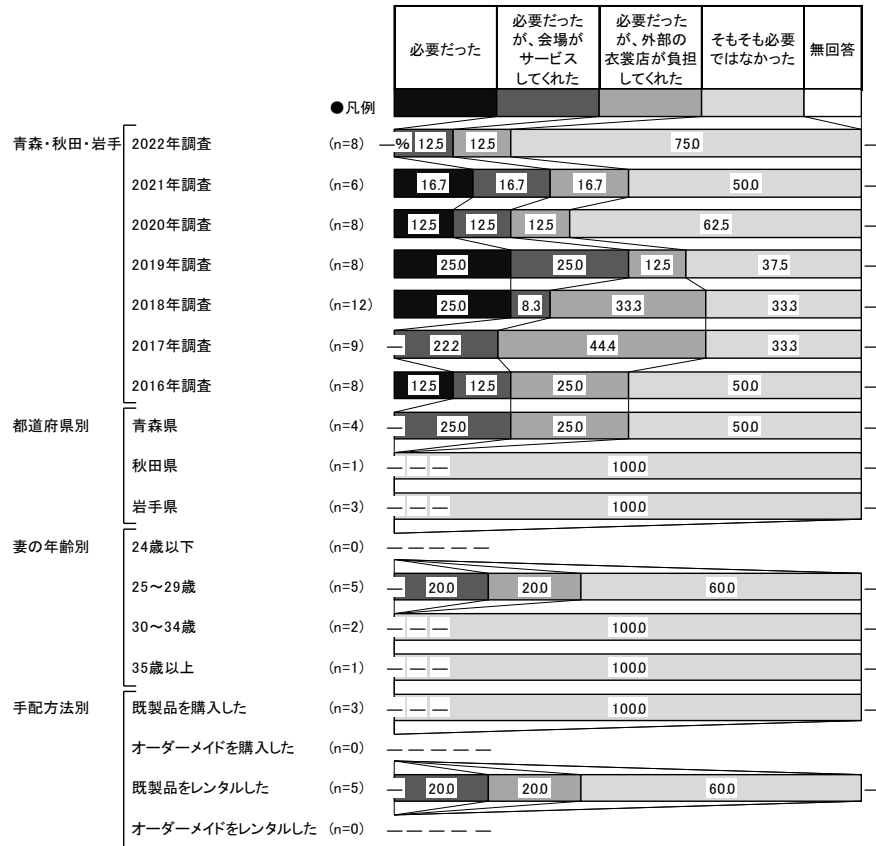 必要だった
必要だった
が、会場が
サービス
してくれた
必要だった
が、外部の
衣裳店が負担
してくれた
そもそも必要
ではなかった
無回答
●凡例
青森・秋田・岩手 2022年調査 (n=8) — % 12.5 12.5 75.0 —
2021年調査 (n=6) 16.7 16.7 16.7 50.0 —
2020年調査 (n=8) 12.5 12.5 12.5 62.5 —
2019年調査 (n=8) 25.0 25.0 12.5 37.5 —
2018年調査 (n=12) 25.0 8.3 33.3 33.3 —
2017年調査 (n=9) — 22.2 44.4 33.3 —
2016年調査 (n=8) 12.5 12.5 25.0 50.0 —
都道府県別 青森県 (n=4) — 25.0 25.0 50.0 —
秋田県 (n=1) — — — 100.0 —
岩手県 (n=3) — — — 100.0 —
妻の年齢別 24歳以下 (n=0) — — — — —
25～29歳 (n=5) — 20.0 20.0 60.0 —
30～34歳 (n=2) — — — 100.0 —
35歳以上 (n=1) — — — 100.0 —
手配方法別 既製品を購入した (n=3) — — — 100.0 —
オーダーメイドを購入した (n=0) — — — — —
既製品をレンタルした (n=5) — 20.0 20.0 60.0 —
オーダーメイドをレンタルした (n=0) — — — — —